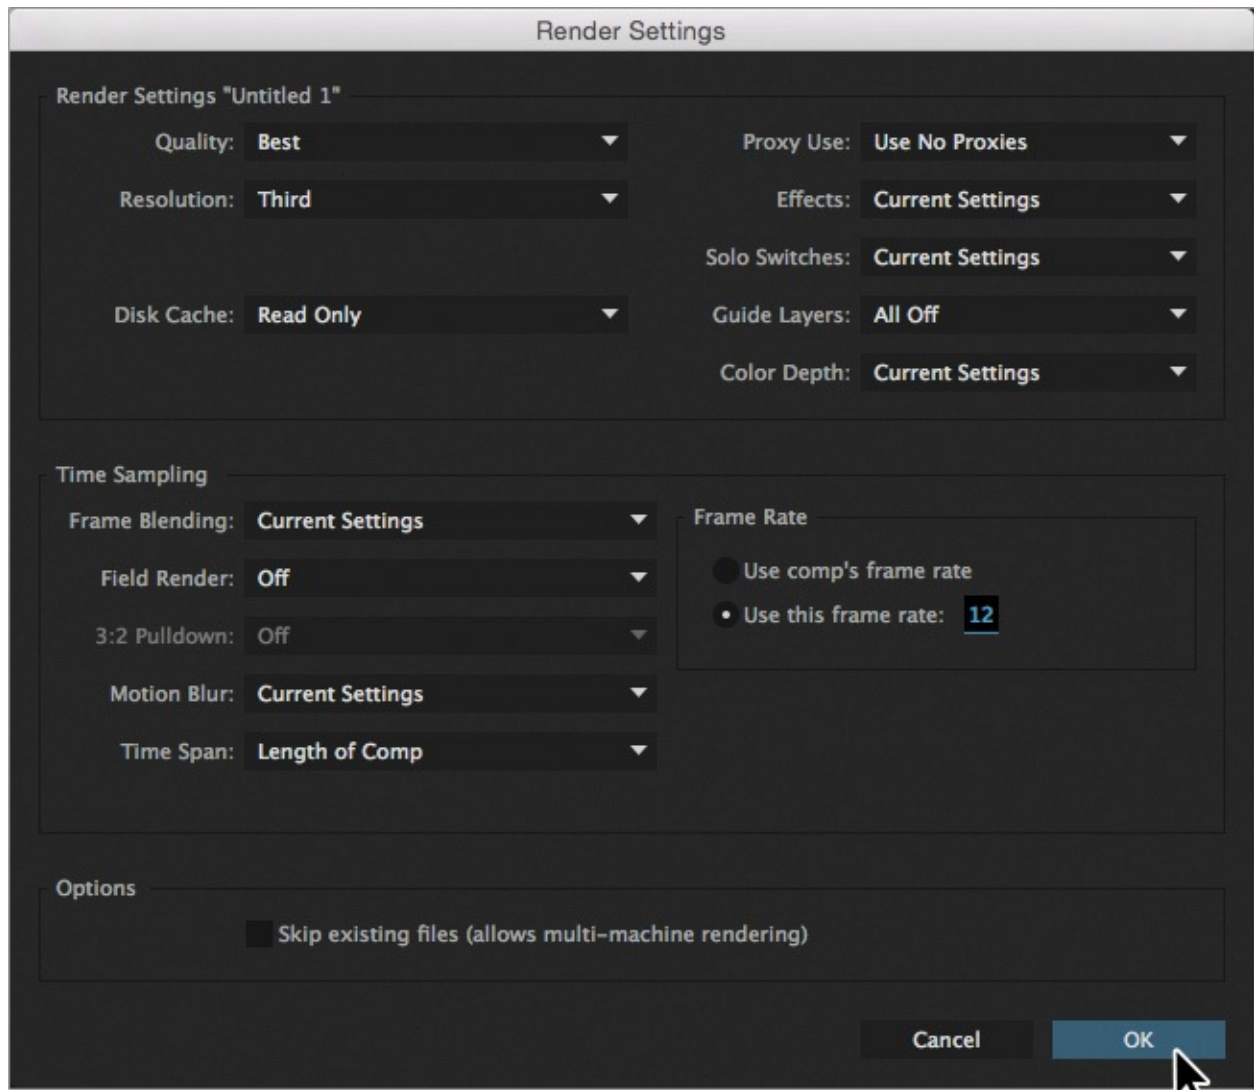 Render Settings
Render Settings "Untitled 1"
Quality: Best
Proxy Use: Use No Proxies
Resolution: Third
Effects: Current Settings
Solo Switches: Current Settings
Disk Cache: Read Only
Guide Layers: All Off
Color Depth: Current Settings
Time Sampling
Frame Blending: Current Settings
Field Render: Off
3:2 Pulldown: Off
Motion Blur: Current Settings
Time Span: Length of Comp
Frame Rate
Use comp's frame rate
Use this frame rate: 12
Options
Skip existing files (allows multi-machine rendering)
Cancel
OK